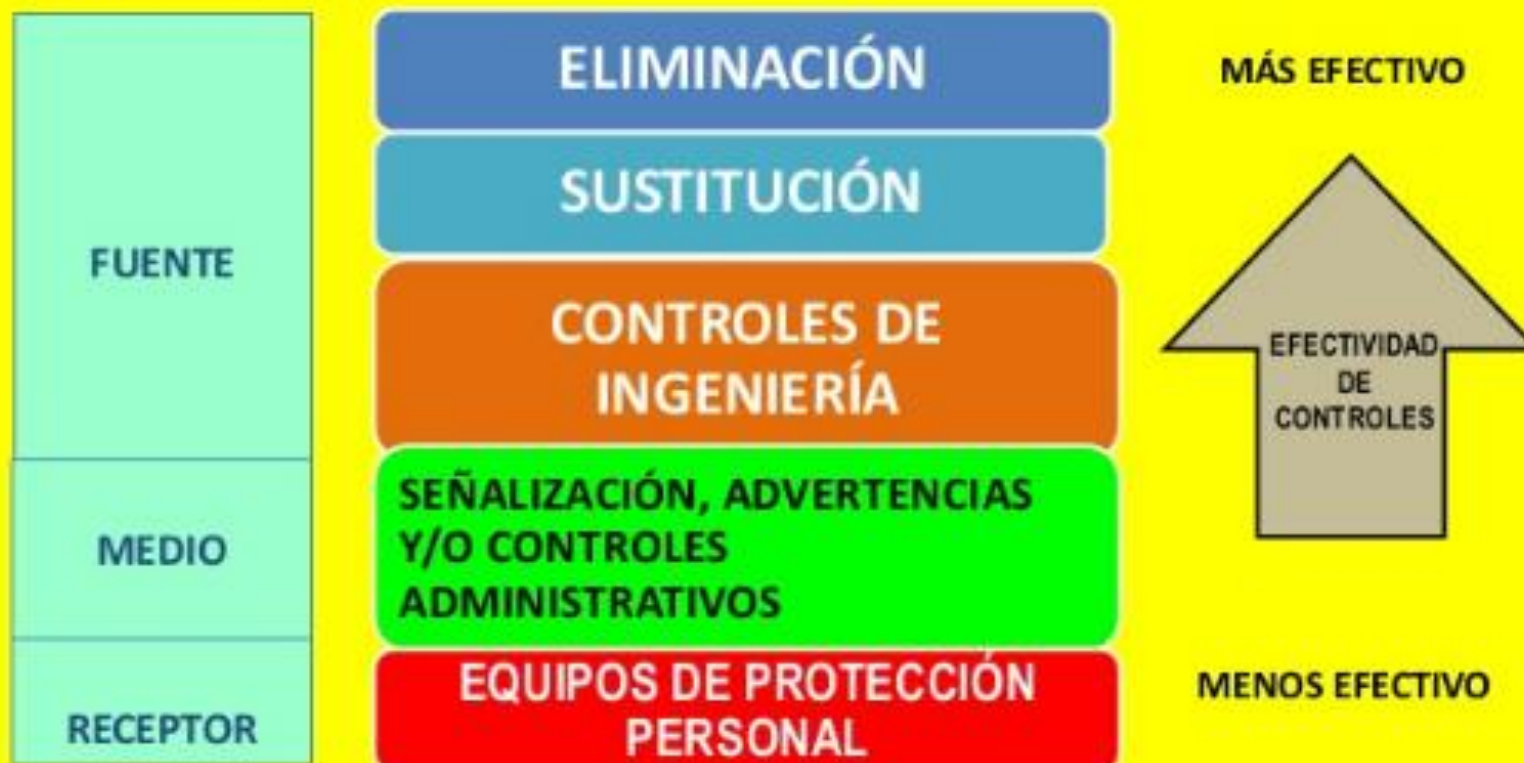 FUENTE
MEDIO
RECEPTOR
ELIMINACIÓN
SUSTITUCIÓN
CONTROLES DE
INGENIERÍA
SEÑALIZACIÓN, ADVERTENCIAS
Y/O CONTROLES
ADMINISTRATIVOS
EQUIPOS DE PROTECCIÓN
PERSONAL
MÁS EFECTIVO
EFECTIVIDAD
DE
CONTROLES
MENOS EFECTIVO